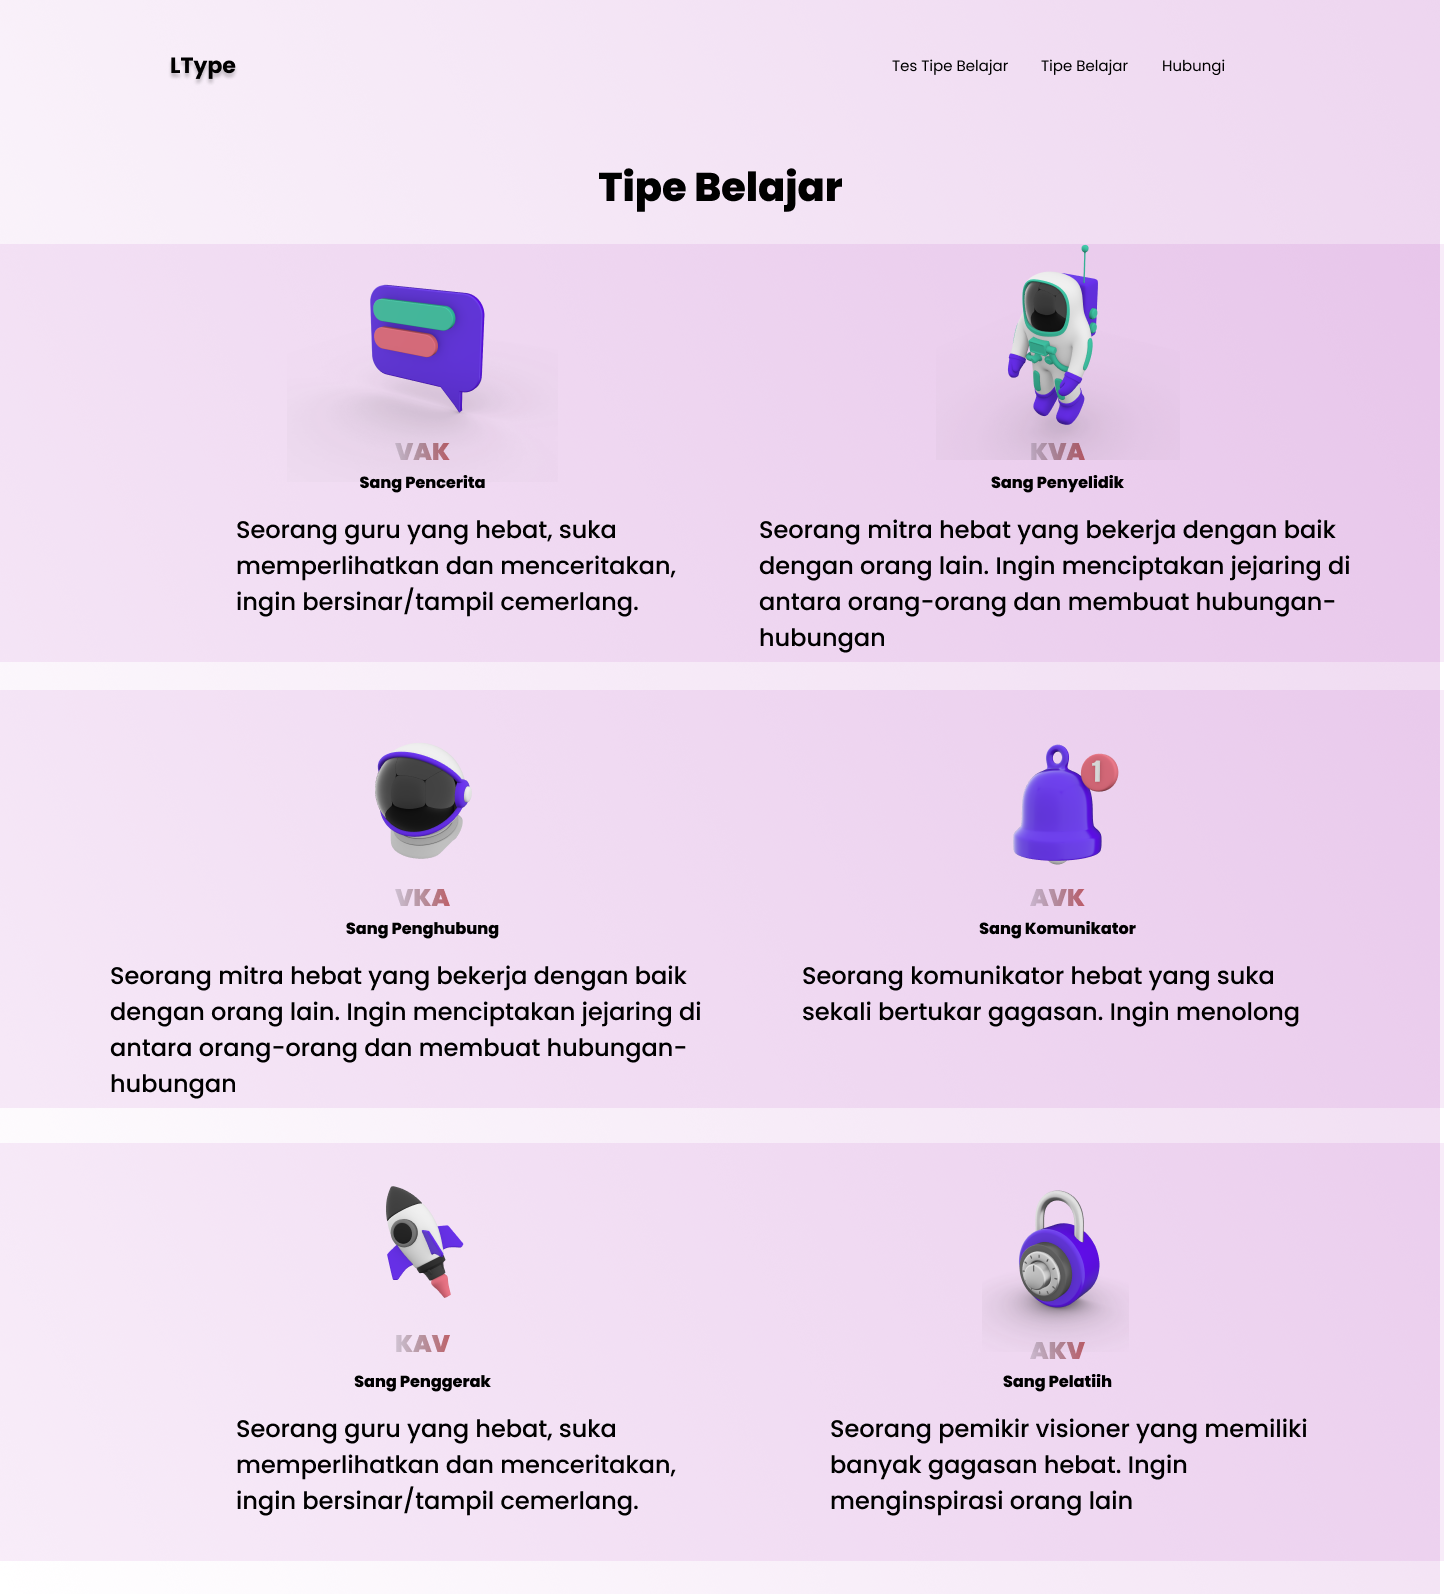 LType
Tes Tipe Belajar Tipe Belajar Hubungi
Tipe Belajar
VAK
Sang Pencerita
Seorang guru yang hebat, suka
memperlihatkan dan menceritakan,
ingin bersinar/tampil cemerlang.
KVA
Sang Penyelidik
Seorang mitra hebat yang bekerja dengan baik
dengan orang lain. Ingin menciptakan jejaring di
antara orang-orang dan membuat hubungan-
hubungan
VKA
Sang Penghubung
Seorang mitra hebat yang bekerja dengan baik
dengan orang lain. Ingin menciptakan jejaring di
antara orang-orang dan membuat hubungan-
hubungan
1
AVK
Sang Komunikator
Seorang komunikator hebat yang suka
sekali bertukar gagasan. Ingin menolong
KAV
Sang Penggerak
Seorang guru yang hebat, suka
memperlihatkan dan menceritakan,
ingin bersinar/tampil cemerlang.
AKV
Sang Pelatiih
Seorang pemikir visioner yang memiliki
banyak gagasan hebat. Ingin
menginspirasi orang lain